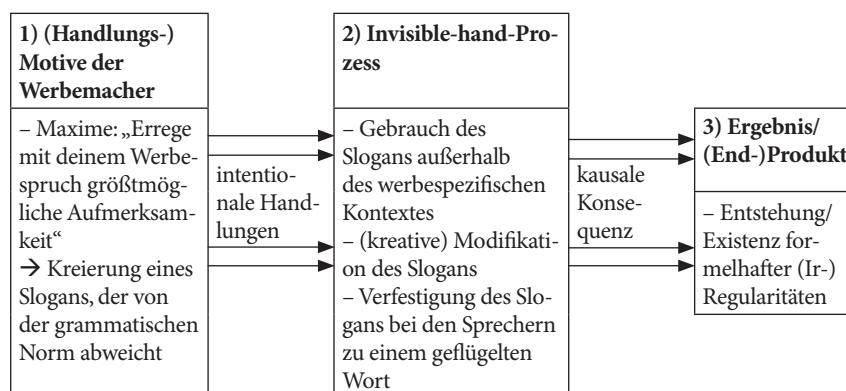 1) (Handlungs-)
Motive der
Werbemacher
– Maxime: „Errege
mit deinem Werbe-
spruch größtmög-
liche Aufmerksam-
keit“
→ Kreierung eines
Slogans, der von
der grammatischen
Norm abweicht
intentio-
nale Hand-
lungen
2) Invisible-hand-Pro-
zess
– Gebrauch des
Slogans außerhalb
des werbespezifischen
Kontextes
– (kreative) Modifikati-
on des Slogans
– Verfestigung des Slo-
gans bei den Sprechern
zu einem geflügelten
Wort
kausale
Konse-
quenz
3) Ergebnis/
(End-)Produkt
– Entstehung/
Existenz for-
melhafter (Ir-)
Regularitäten